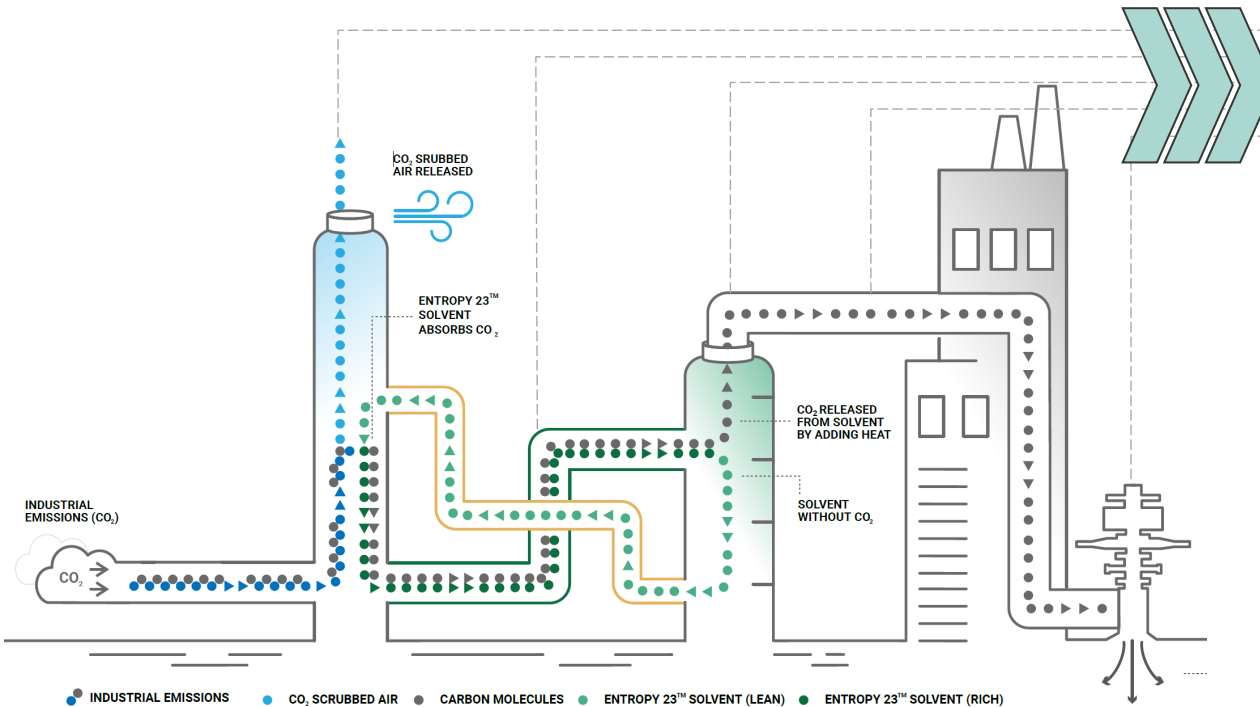 CO₂ SRUBBED
AIR RELEASED
ENTROPY 23™
SOLVENT
ABSORBS CO₂
CO₂ RELEASED
FROM SOLVENT
BY ADDING HEAT
INDUSTRIAL
EMISSIONS (CO₂)
SOLVENT
WITHOUT CO₂
CO₂
INDUSTRIAL EMISSIONS
CO₂ SCRUBBED AIR
CARBON MOLECULES
ENTROPY 23™ SOLVENT (LEAN)
ENTROPY 23™ SOLVENT (RICH)